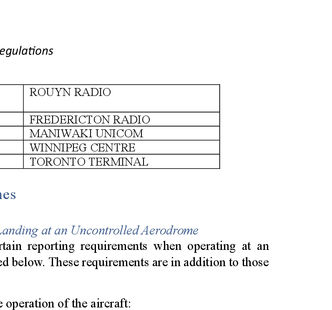 egulations
ROUYN RADIO
FREDERICTON RADIO
MANIWAKI UNICOM
WINNIPEG CENTRE
TORONTO TERMINAL
nes
Landing at an Uncontrolled Aerodrome
rtain reporting requirements when operating at an
ed below. These requirements are in addition to those
e operation of the aircraft: